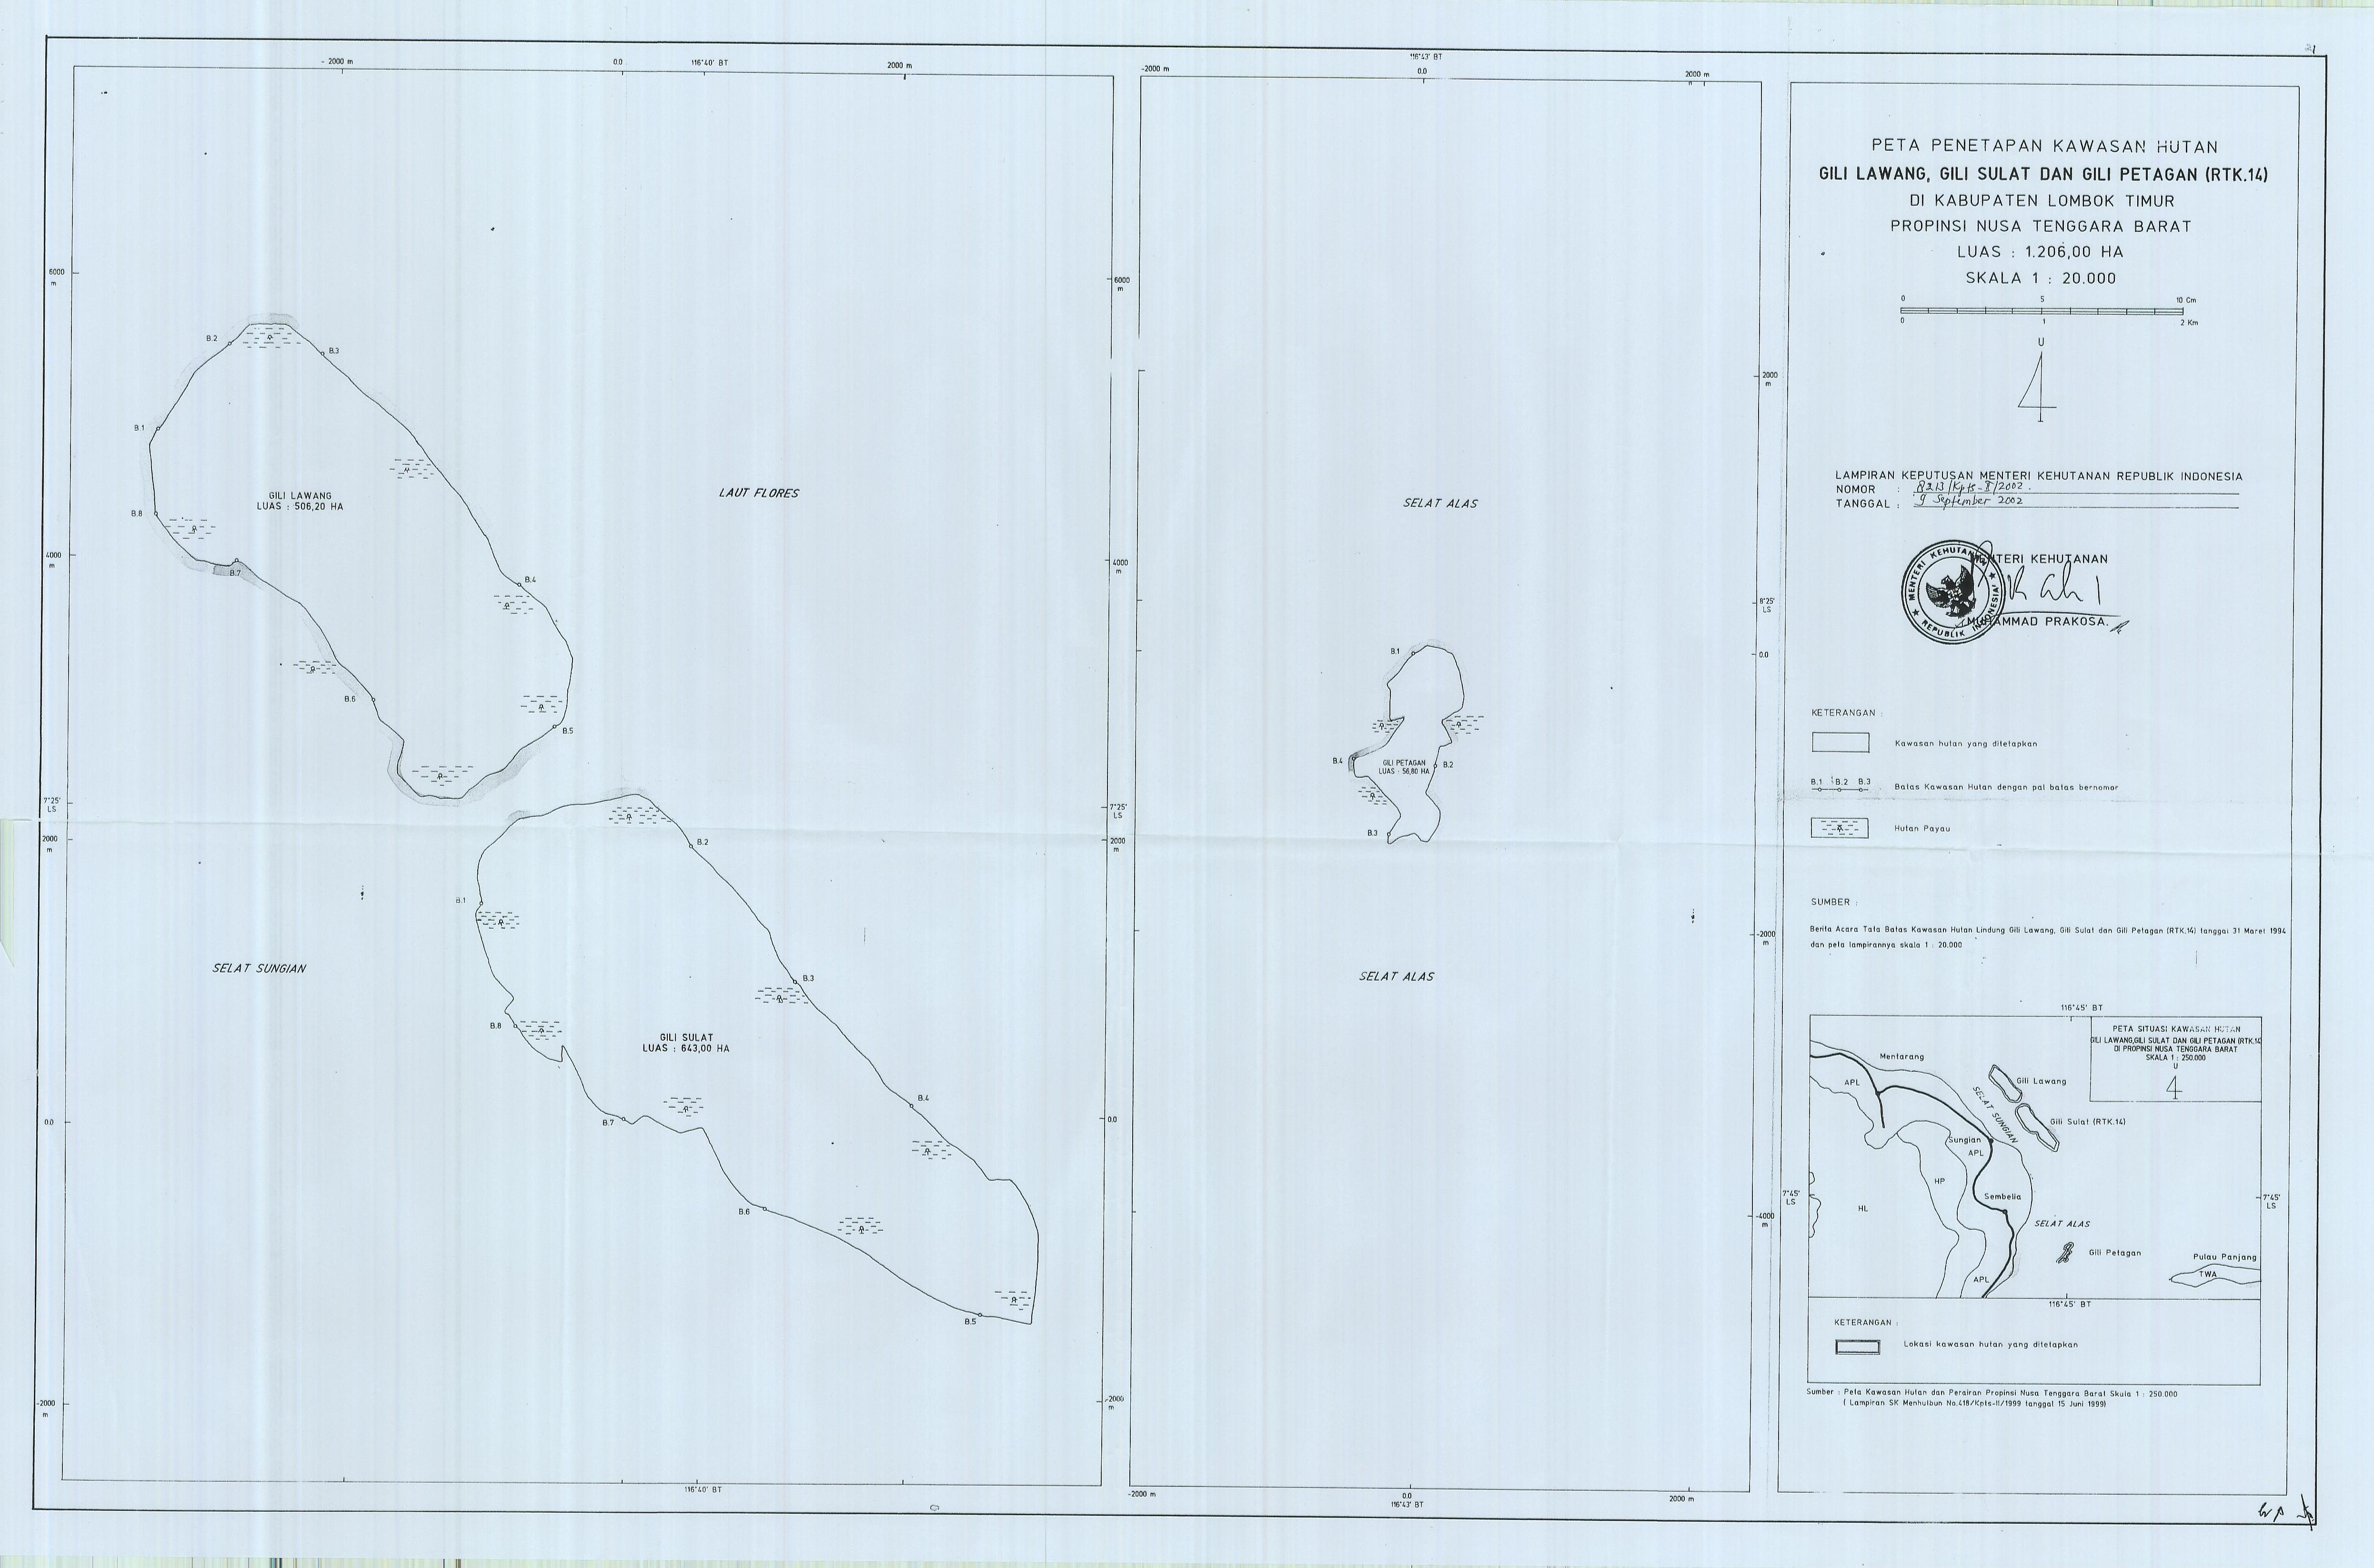 21
- 2000 m
0.0
116°40' BT
2000 m
-2000 m
116°43' BT
0.0
2000 m
6000
m
4000
m
7°25'
LS
2000
m
0.0
-2000
m
B.2
B.3
B.1
GILI LAWANG
LUAS : 506,20 HA
B.8
B.7
B.4
B.6
B.5
LAUT FLORES
SELAT SUNGIAN
B.2
B.1
B.3
B.8
GILI SULAT
LUAS : 643,00 HA
B.4
B.7
B.6
B.5
6000
m
4000
m
7°25'
LS
2000
m
0.0
-2000
m
116°40' BT
SELAT ALAS
B.1
B.4
GILI PETAGAN
LUAS : 56,80 HA
B.2
B.3
SELAT ALAS
2000
m
8°25'
LS
0.0
-2000
m
-4000
m
-2000 m
0.0
116°43' BT
2000 m
PETA PENETAPAN KAWASAN HUTAN
GILI LAWANG, GILI SULAT DAN GILI PETAGAN (RTK.14)
DI KABUPATEN LOMBOK TIMUR
PROPINSI NUSA TENGGARA BARAT
LUAS : 1.206,00 HA
SKALA 1 : 20.000
0 5 10 Cm
0 1 2 Km
U
LAMPIRAN KEPUTUSAN MENTERI KEHUTANAN REPUBLIK INDONESIA
NOMOR : 8213/Kpts-II/2002.
TANGGAL : 9 September 2002
MENTERI KEHUTANAN
MENTERI KEHUTANAN
REPUBLIK INDONESIA
MUHAMMAD PRAKOSA.
KETERANGAN :
Kawasan hutan yang ditetapkan
B.1 B.2 B.3
Batas Kawasan Hutan dengan pal batas bernomor
Hutan Payau
SUMBER :
Berita Acara Tata Batas Kawasan Hutan Lindung Gili Lawang, Gili Sulat dan Gili Petagan (RTK.14) tanggal 31 Maret 1994
dan peta lampirannya skala 1 : 20.000
116°45' BT
PETA SITUASI KAWASAN HUTAN
GILI LAWANG,GILI SULAT DAN GILI PETAGAN (RTK.14
DI PROPINSI NUSA TENGGARA BARAT
SKALA 1 : 250.000
U
Mentarang
APL
Gili Lawang
SELAT SUNGIAN
Gili Sulat (RTK.14)
Sungian
APL
HP
7°45'
LS
Sembelia
7°45'
LS
HL
SELAT ALAS
Gili Petagan
Pulau Panjang
TWA
APL
116°45' BT
KETERANGAN :
Lokasi kawasan hutan yang ditetapkan
Sumber : Peta Kawasan Hutan dan Perairan Propinsi Nusa Tenggara Barat Skala 1 : 250.000
( Lampiran SK Menhutbun No.418/Kpts-II/1999 tanggal 15 Juni 1999)